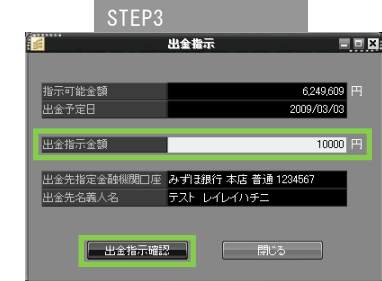 STEP3
出金指示
指示可能金額 6,249,609 円
出金予定日 2009/03/03
出金指示金額 10000 円
出金先指定金融機関口座 みずほ銀行 本店 普通 1234567
出金先名義人名 テスト レイレイハチニ
出金指示確認 閉じる